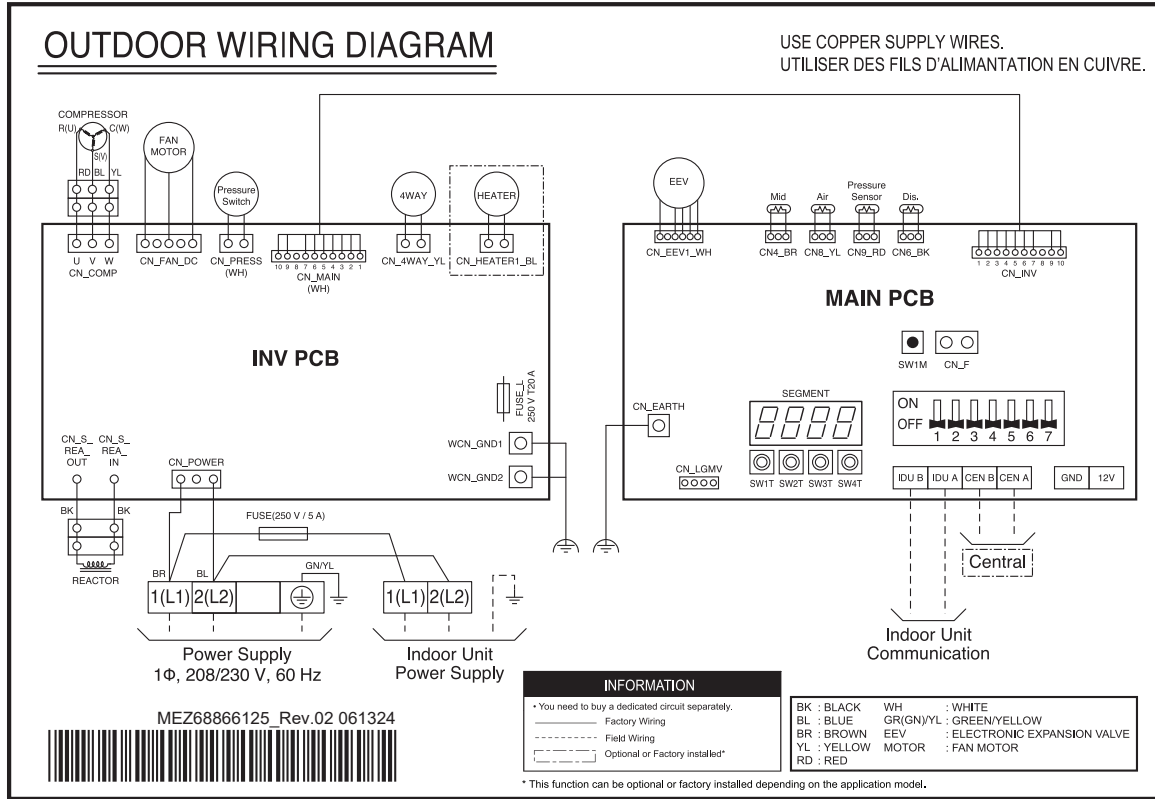 OUTDOOR WIRING DIAGRAM
USE COPPER SUPPLY WIRES.
UTILISER DES FILS D'ALIMANTATION EN CUIVRE.
COMPRESSOR
R(U) C(W)
S(V)
RD BL YL
U V W
CN_COMP
FAN
MOTOR
CN_FAN_DC
Pressure
Switch
CN_PRESS
(WH)
10 9 8 7 6 5 4 3 2 1
CN_MAIN
(WH)
4WAY
CN_4WAY_YL
HEATER
CN_HEATER1_BL
EEV
CN_EEV1_WH
Mid
CN4_BR
Air
CN8_YL
Pressure
Sensor
CN9_RD
Dis.
CN6_BK
1 2 3 4 5 6 7 8 9 10
CN_INV
INV PCB
FUSE_L
250 V T20 A
WCN_GND1
WCN_GND2
CN_S_
REA_
OUT
CN_S_
REA_
IN
CN_POWER
BK BK
REACTOR
FUSE(250 V / 5 A)
BR BL GN/YL
1(L1) 2(L2)
1(L1) 2(L2)
Power Supply
1Φ, 208/230 V, 60 Hz
Indoor Unit
Power Supply
MAIN PCB
SW1M CN_F
CN_EARTH
SEGMENT
SW1T SW2T SW3T SW4T
CN_LGMV
ON
OFF
1 2 3 4 5 6 7
IDU B IDU A CEN B CEN A GND 12V
Central
Indoor Unit
Communication
MEZ68866125_Rev.02 061324
INFORMATION
• You need to buy a dedicated circuit separately.
Factory Wiring
Field Wiring
Optional or Factory installed*
* This function can be optional or factory installed depending on the application model.
BK : BLACK WH : WHITE
BL : BLUE GR(GN)/YL : GREEN/YELLOW
BR : BROWN EEV : ELECTRONIC EXPANSION VALVE
YL : YELLOW MOTOR : FAN MOTOR
RD : RED